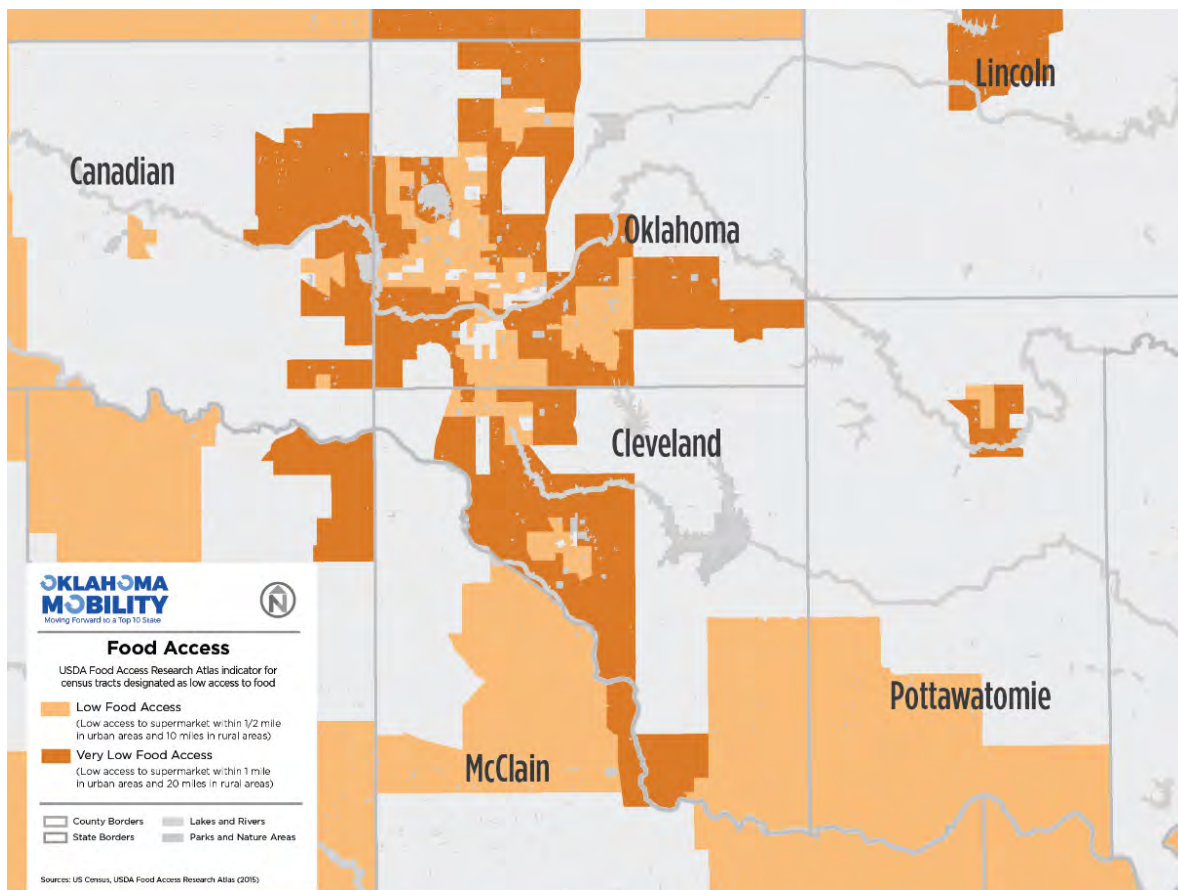 Lincoln
Canadian
Oklahoma
Cleveland
Pottawatomie
McClain
OKLAHOMA
MOBILITY
Moving Forward to a Top 10 State
N
Food Access
USDA Food Access Research Atlas indicator for
census tracts designated as low access to food
Low Food Access
(Low access to supermarket within 1/2 mile
in urban areas and 10 miles in rural areas)
Very Low Food Access
(Low access to supermarket within 1 mile
in urban areas and 20 miles in rural areas)
County Borders
Lakes and Rivers
State Borders
Parks and Nature Areas
Sources: US Census, USDA Food Access Research Atlas (2015)